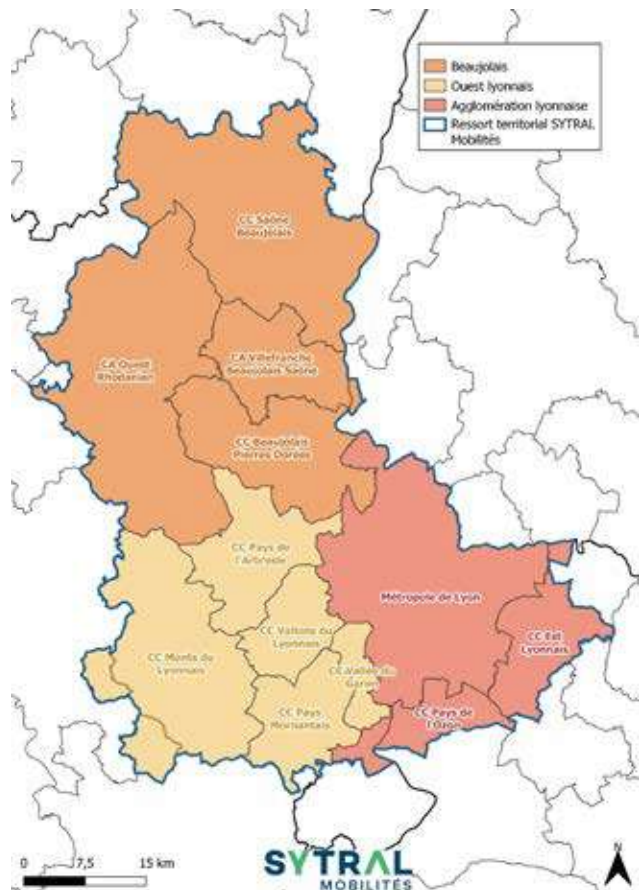 Beaujolais
Ouest lyonnais
Agglomération lyonnaise
Ressort territorial SYTRAL
Mobilités
CC Saône
Beaujolais
CA Ouest
Rhodanien
CA Villefranche
Beaujolais Saône
CC Beaujolais
Pierres Dorées
CC Pays de
l'Arbresle
Métropole de Lyon
CC Vallons du
Lyonnais
CC Est
Lyonnais
CC Monts du
Lyonnais
CC Vallée du
Garon
CC Pays
Mornantais
CC Pays de
l'Ozon
0 7,5 15 km
SYTRAL
MOBILITÉS
N